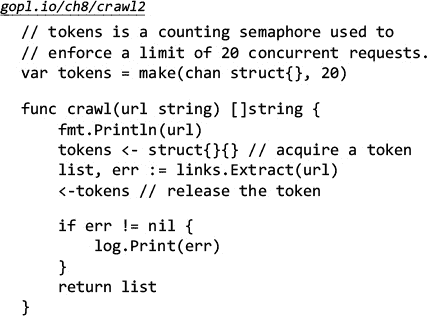 gopl.io/ch8/crawl2
// tokens is a counting semaphore used to
// enforce a limit of 20 concurrent requests.
var tokens = make(chan struct{}, 20)
func crawl(url string) []string {
    fmt.Println(url)
    tokens <- struct{}{} // acquire a token
    list, err := links.Extract(url)
    <-tokens // release the token
    if err != nil {
        log.Print(err)
    }
    return list
}